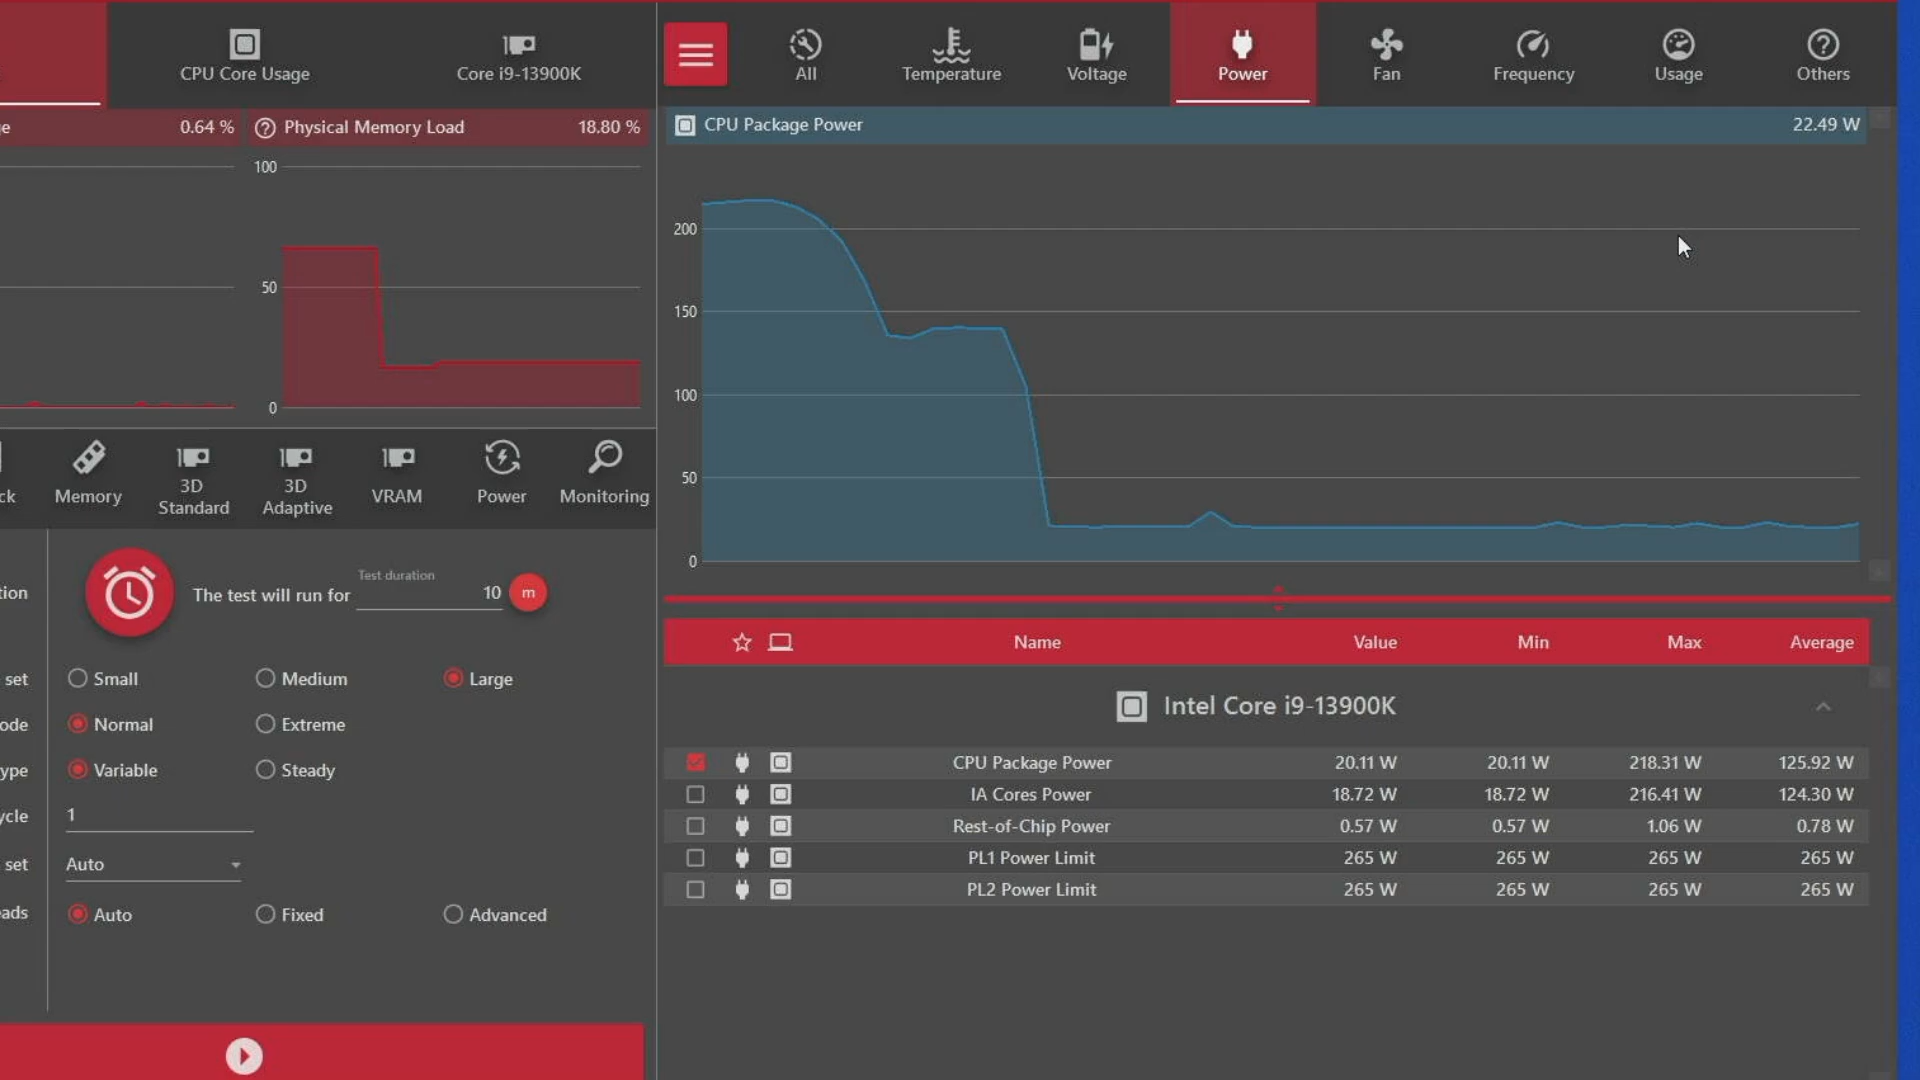 CPU Core Usage
Core i9-13900K
All
Temperature
Voltage
Power
Fan
Frequency
Usage
Others
e
0.64 %
Physical Memory Load
18.80 %
100
50
0
CPU Package Power
22.49 W
200
150
100
50
0
ck
Memory
3D
Standard
3D
Adaptive
VRAM
Power
Monitoring
tion
The test will run for
Test duration
10
m
set
Small
Medium
Large
ode
Normal
Extreme
ype
Variable
Steady
ycle
1
set
Auto
ads
Auto
Fixed
Advanced
Name Value Min Max Average
Intel Core i9-13900K
CPU Package Power 20.11 W 20.11 W 218.31 W 125.92 W
IA Cores Power 18.72 W 18.72 W 216.41 W 124.30 W
Rest-of-Chip Power 0.57 W 0.57 W 1.06 W 0.78 W
PL1 Power Limit 265 W 265 W 265 W 265 W
PL2 Power Limit 265 W 265 W 265 W 265 W